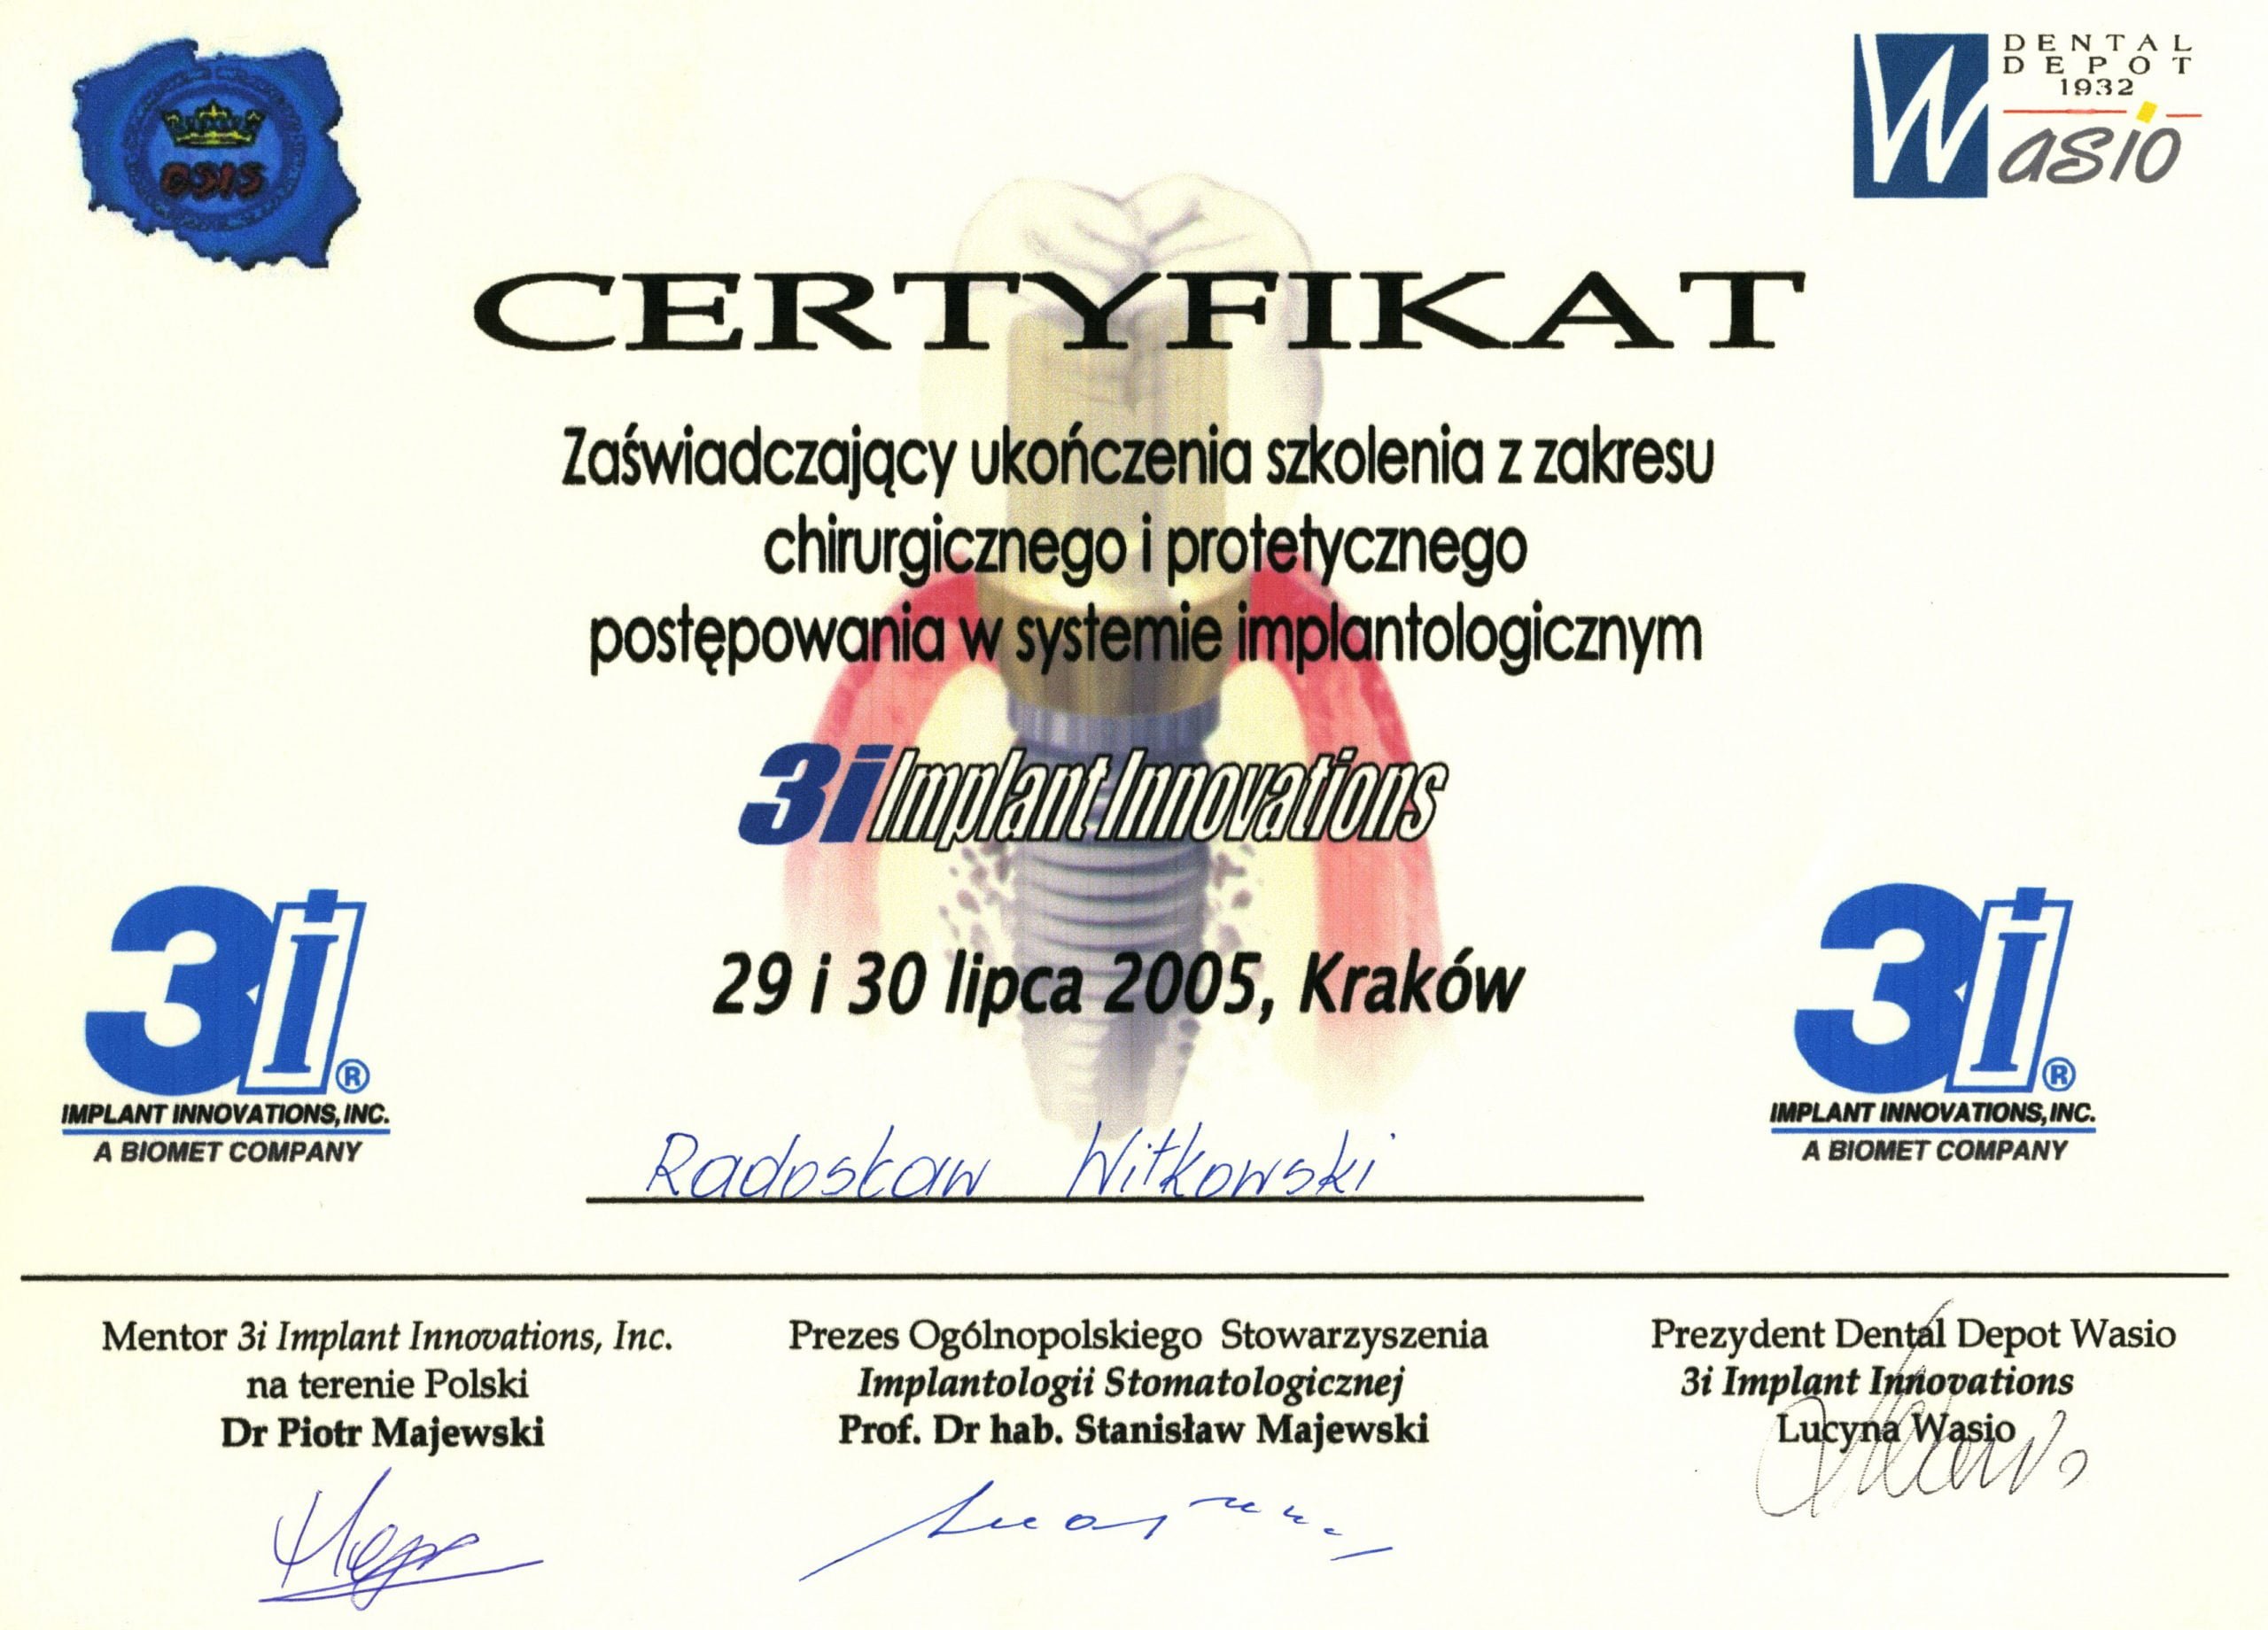 OSIS
DENTAL
DEPOT
1932
Wasio
CERTYFIKAT
Zaświadczający ukończenia szkolenia z zakresu
chirurgicznego i protetycznego
postępowania w systemie implantologicznym
3i Implant Innovations
29 i 30 lipca 2005, Kraków
3i®
IMPLANT INNOVATIONS, INC.
A BIOMET COMPANY
3i®
IMPLANT INNOVATIONS, INC.
A BIOMET COMPANY
Radosław Witkowski
Mentor 3i Implant Innovations, Inc.
na terenie Polski
Dr Piotr Majewski
Prezes Ogólnopolskiego Stowarzyszenia
Implantologii Stomatologicznej
Prof. Dr hab. Stanisław Majewski
Prezydent Dental Depot Wasio
3i Implant Innovations
Lucyna Wasio